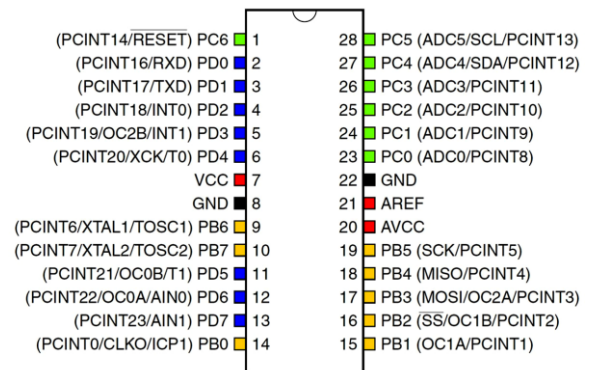 (PCINT14/RESET) PC6 1
(PCINT16/RXD) PD0 2
(PCINT17/TXD) PD1 3
(PCINT18/INT0) PD2 4
(PCINT19/OC2B/INT1) PD3 5
(PCINT20/XCK/T0) PD4 6
VCC 7
GND 8
(PCINT6/XTAL1/TOSC1) PB6 9
(PCINT7/XTAL2/TOSC2) PB7 10
(PCINT21/OC0B/T1) PD5 11
(PCINT22/OC0A/AIN0) PD6 12
(PCINT23/AIN1) PD7 13
(PCINT0/CLKO/ICP1) PB0 14
28 PC5 (ADC5/SCL/PCINT13)
27 PC4 (ADC4/SDA/PCINT12)
26 PC3 (ADC3/PCINT11)
25 PC2 (ADC2/PCINT10)
24 PC1 (ADC1/PCINT9)
23 PC0 (ADC0/PCINT8)
22 GND
21 AREF
20 AVCC
19 PB5 (SCK/PCINT5)
18 PB4 (MISO/PCINT4)
17 PB3 (MOSI/OC2A/PCINT3)
16 PB2 (SS/OC1B/PCINT2)
15 PB1 (OC1A/PCINT1)